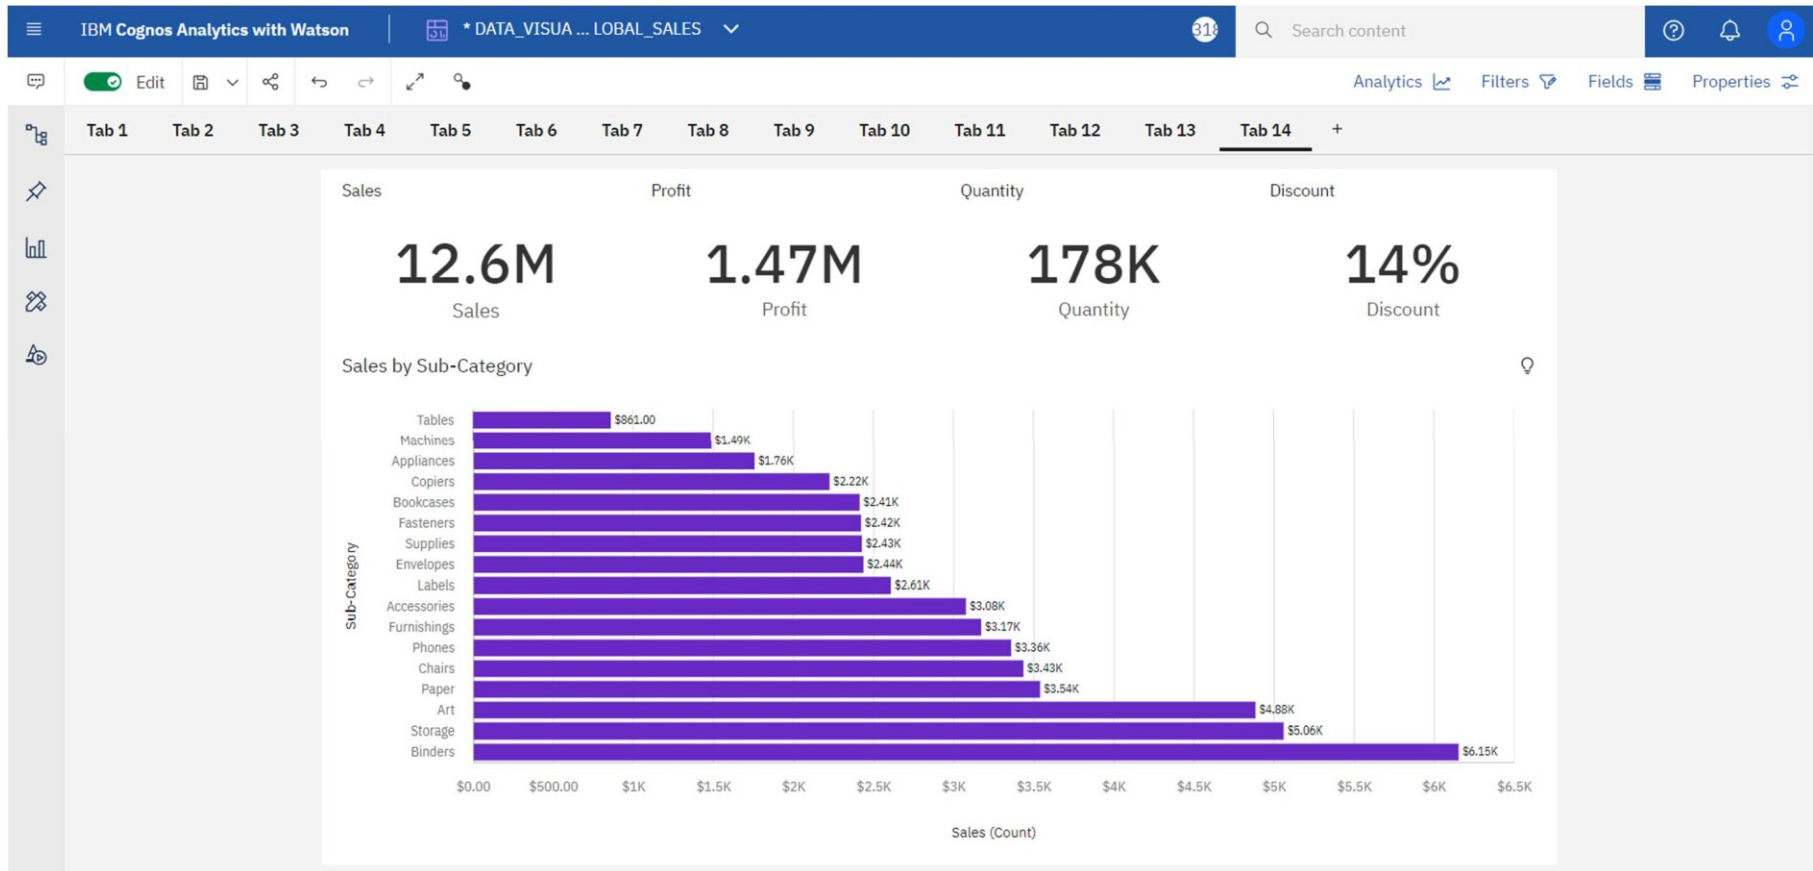 IBM Cognos Analytics with Watson
* DATA_VISUA ... LOBAL_SALES
318
Search content
Edit
Analytics
Filters
Fields
Properties
Tab 1 Tab 2 Tab 3 Tab 4 Tab 5 Tab 6 Tab 7 Tab 8 Tab 9 Tab 10 Tab 11 Tab 12 Tab 13 Tab 14 +
Sales Profit Quantity Discount
12.6M 1.47M 178K 14%
Sales Profit Quantity Discount
Sales by Sub-Category
Sub-Category
Tables $861.00
Machines $1.49K
Appliances $1.76K
Copiers $2.22K
Bookcases $2.41K
Fasteners $2.42K
Supplies $2.43K
Envelopes $2.44K
Labels $2.61K
Accessories $3.08K
Furnishings $3.17K
Phones $3.36K
Chairs $3.43K
Paper $3.54K
Art $4.88K
Storage $5.06K
Binders $6.15K
$0.00 $500.00 $1K $1.5K $2K $2.5K $3K $3.5K $4K $4.5K $5K $5.5K $6K $6.5K
Sales (Count)